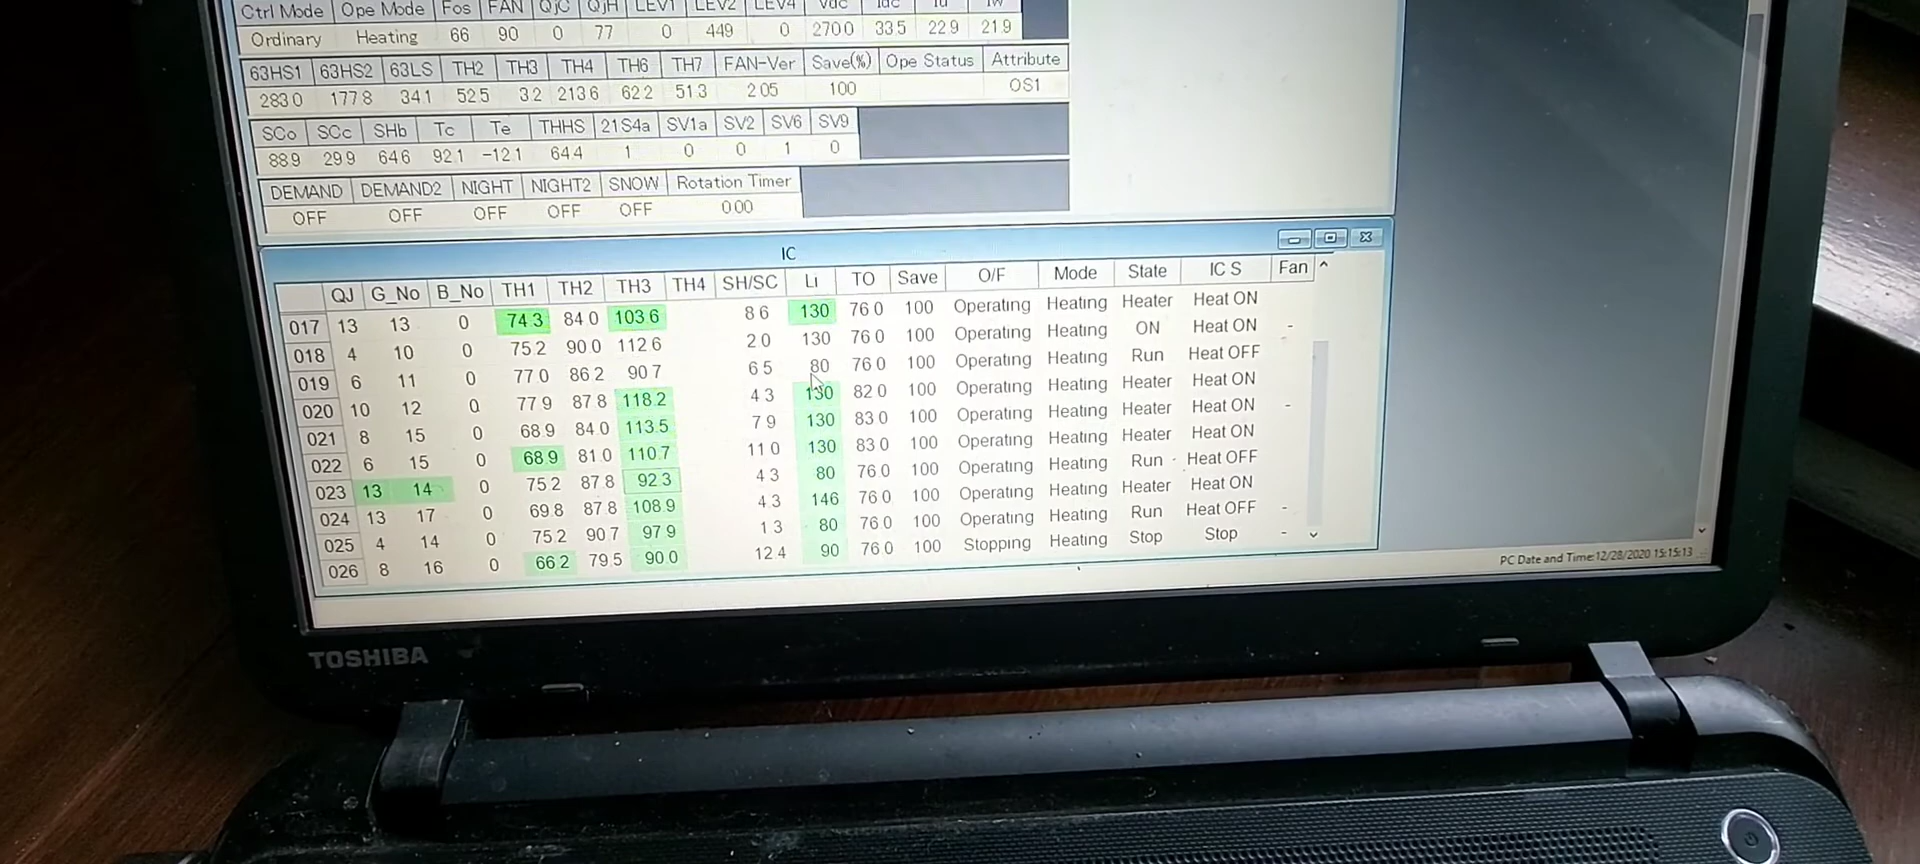 Ctrl Mode Ope Mode Fos FAN QjC QjH LEV1 LEV2 LEV4 Vdc Idc Iu Iw
Ordinary Heating 66 90 0 77 0 449 0 270.0 33.5 22.9 21.9
63HS1 63HS2 63LS TH2 TH3 TH4 TH6 TH7 FAN-Ver Save(%) Ope Status Attribute
283.0 177.8 34.1 52.5 3.2 213.6 62.2 51.3 2.05 100 OS1
SCo SCc SHb Tc Te THHS 21S4a SV1a SV2 SV6 SV9
88.9 29.9 64.6 92.1 -12.1 64.4 1 0 0 1 0
DEMAND DEMAND2 NIGHT NIGHT2 SNOW Rotation Timer
OFF OFF OFF OFF OFF 0:00
IC
QJ G_No B_No TH1 TH2 TH3 TH4 SH/SC Li TO Save O/F Mode State IC S Fan
017 13 13 0 74.3 84.0 103.6 8.6 130 76.0 100 Operating Heating Heater Heat ON
018 4 10 0 75.2 90.0 112.6 2.0 130 76.0 100 Operating Heating ON Heat ON -
019 6 11 0 77.0 86.2 90.7 6.5 80 76.0 100 Operating Heating Run Heat OFF
020 10 12 0 77.9 87.8 118.2 4.3 130 82.0 100 Operating Heating Heater Heat ON
021 8 15 0 68.9 84.0 113.5 7.9 130 83.0 100 Operating Heating Heater Heat ON -
022 6 15 0 68.9 81.0 110.7 11.0 130 83.0 100 Operating Heating Heater Heat ON
023 13 14 0 75.2 87.8 92.3 4.3 80 76.0 100 Operating Heating Run Heat OFF
024 13 17 0 69.8 87.8 108.9 4.3 146 76.0 100 Operating Heating Heater Heat ON
025 4 14 0 75.2 90.7 97.9 1.3 80 76.0 100 Operating Heating Run Heat OFF -
026 8 16 0 66.2 79.5 90.0 12.4 90 76.0 100 Stopping Heating Stop Stop -
PC Date and Time:12/28/2020 15:15:13
TOSHIBA